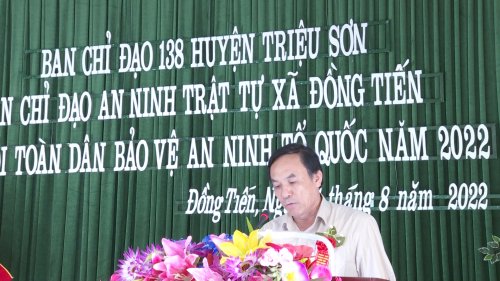 BAN CHỈ ĐẠO 138 HUYỆN TRIỆU SƠN
N CHỈ ĐẠO AN NINH TRẬT TỰ XÃ ĐỒNG TIẾN
I TOÀN DÂN BẢO VỆ AN NINH TỔ QUỐC NĂM 2022
Đồng Tiến, Ng tháng 8 năm 2022